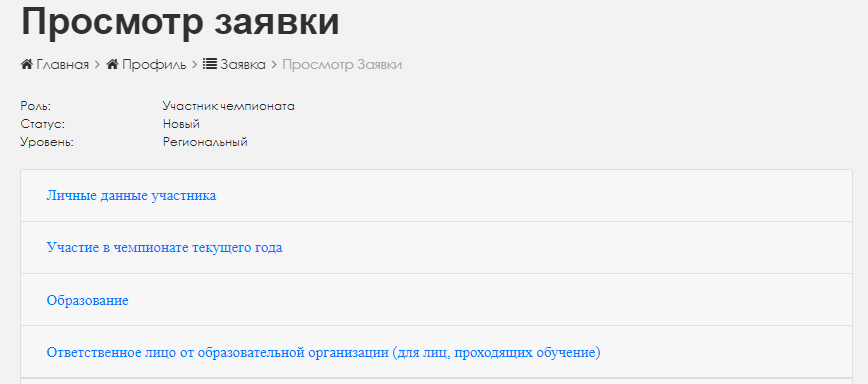 Просмотр заявки
Главная > Профиль > Заявка > Просмотр Заявки
Роль: Участник чемпионата
Статус: Новый
Уровень: Региональный
Личные данные участника
Участие в чемпионате текущего года
Образование
Ответственное лицо от образовательной организации (для лиц, проходящих обучение)